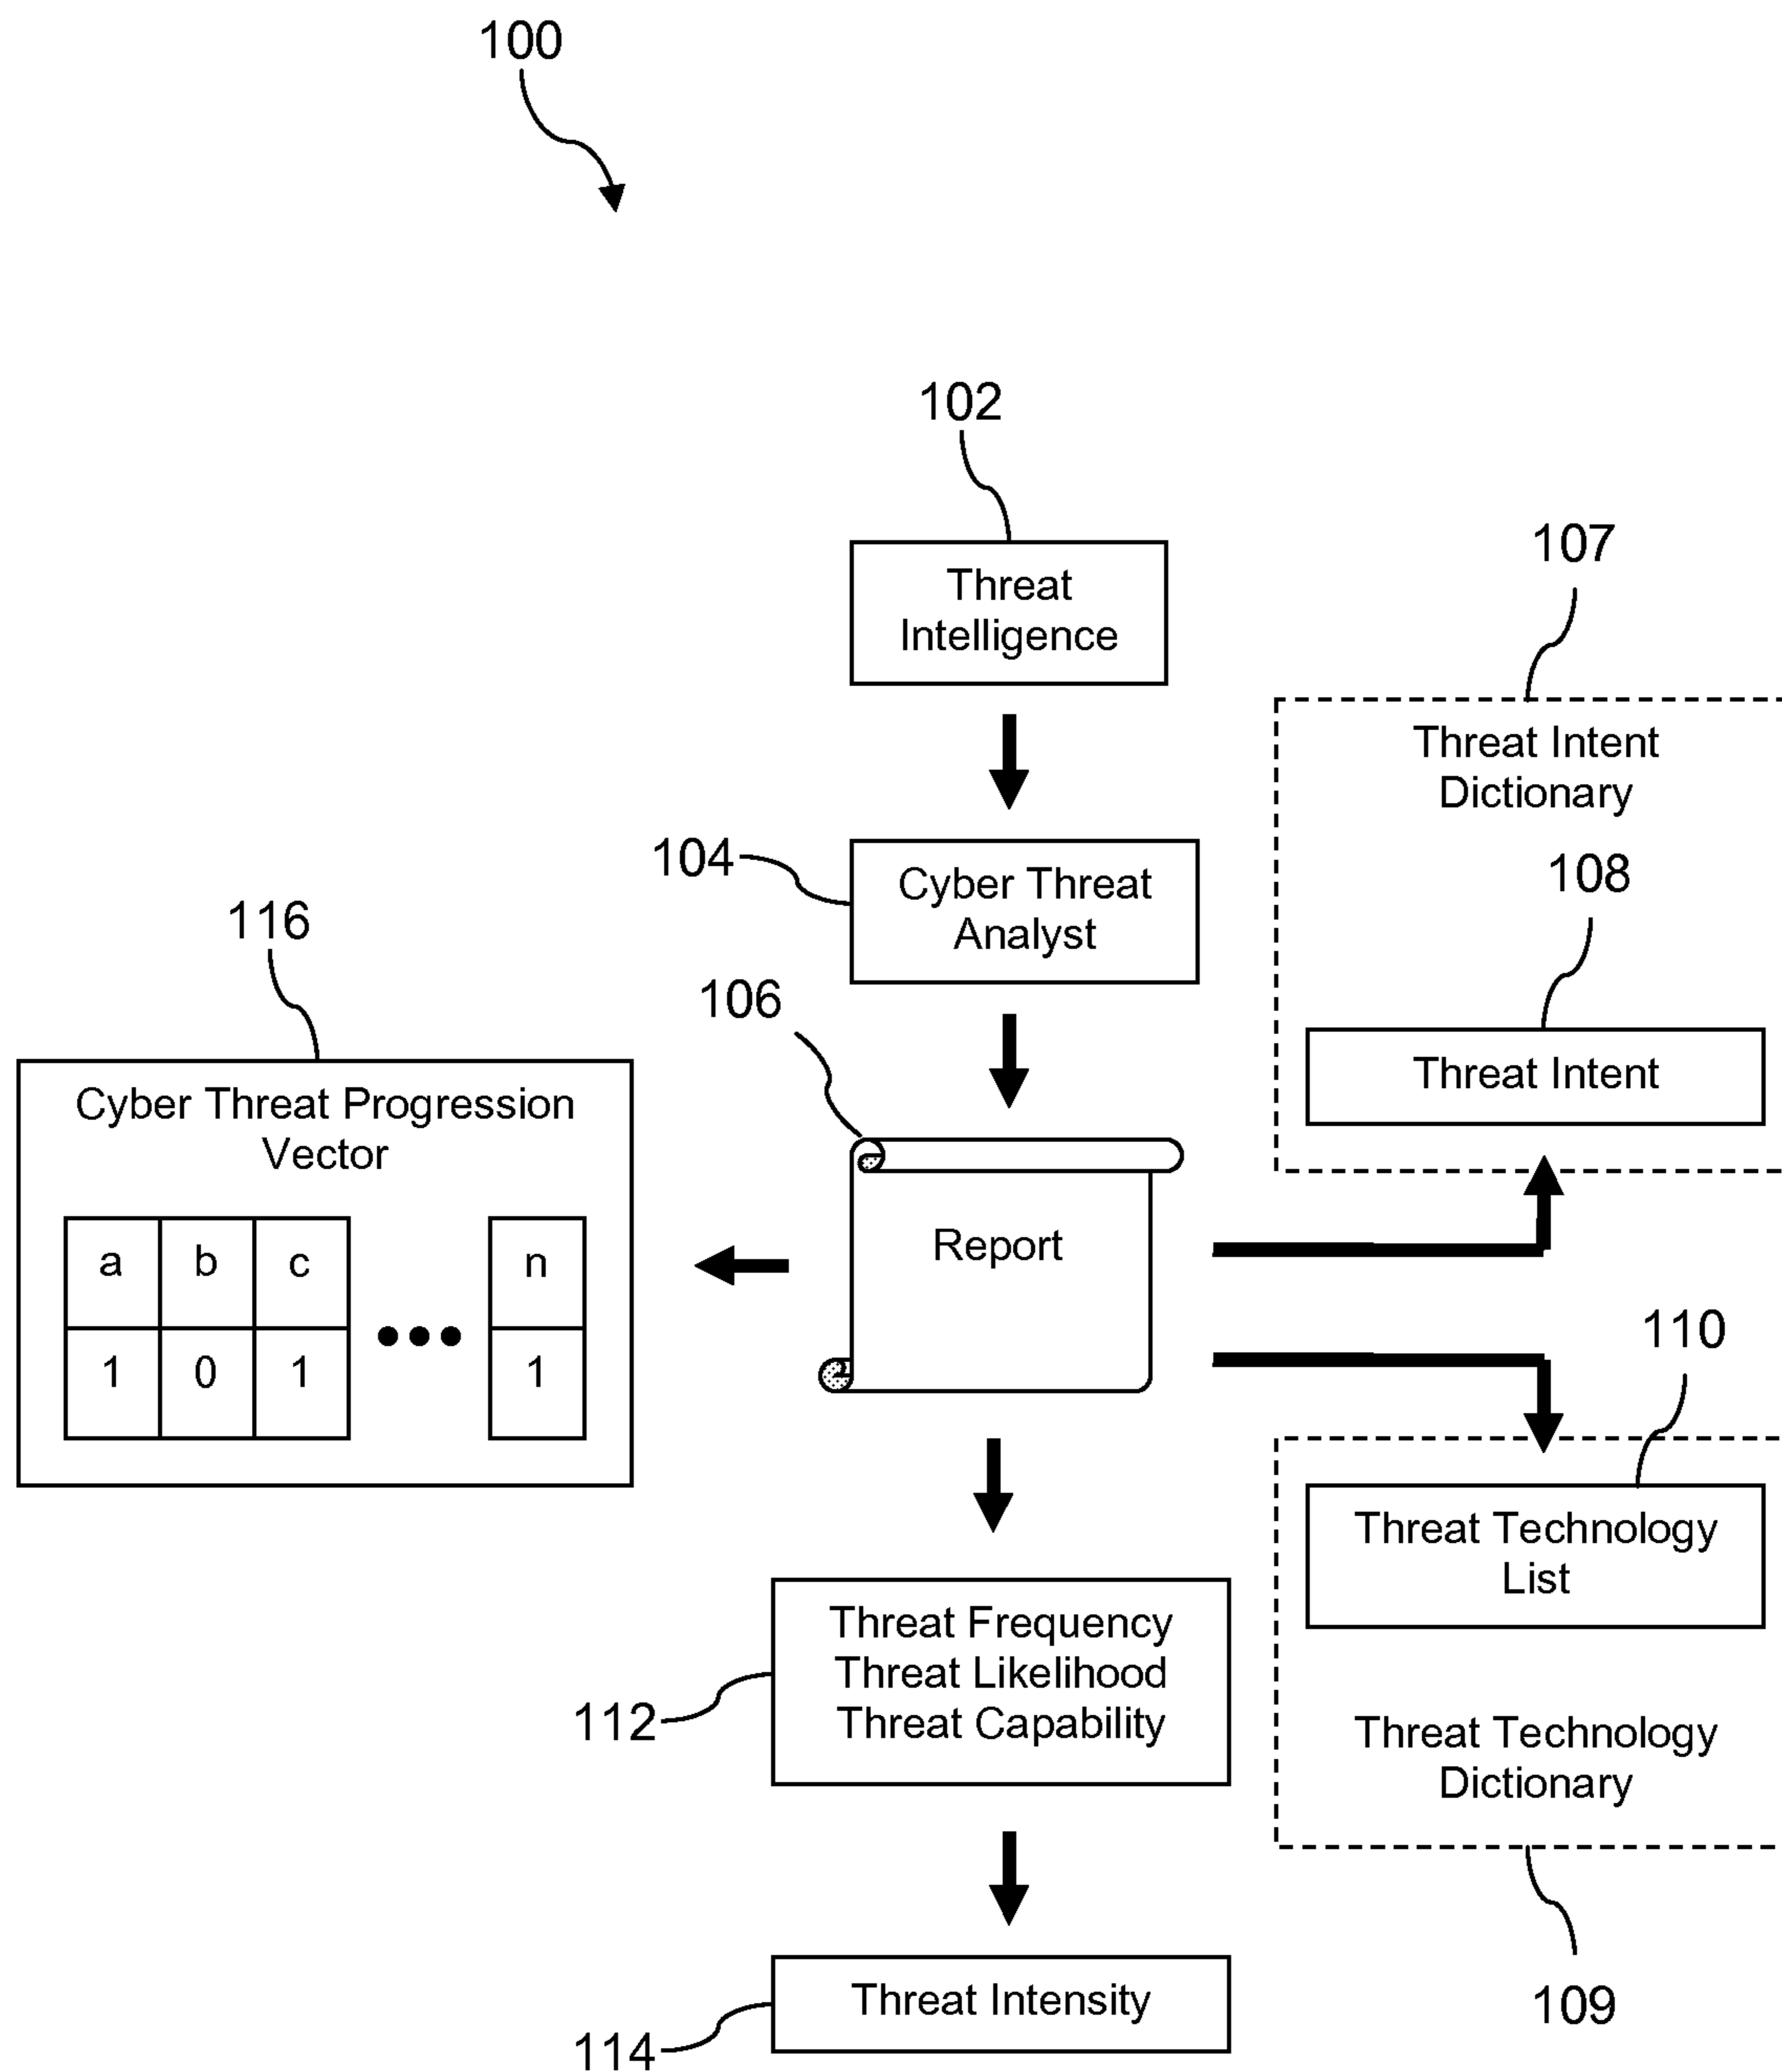 100
102
Threat
Intelligence
107
Threat Intent
Dictionary
104
Cyber Threat
Analyst
108
116
106
Threat Intent
Cyber Threat Progression
Vector
a b c n
1 0 1 1
Report
110
Threat Technology
List
Threat Frequency
Threat Likelihood
Threat Capability
112
Threat Technology
Dictionary
Threat Intensity
114
109